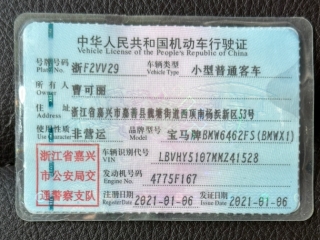 中华人民共和国机动车行驶证
Vehicle License of the People's Republic of China
号牌号码 浙F2VV29 车辆类型 小型普通客车
Plate No. Vehicle Type
所有人 曹可丽
Owner
住址 浙江省嘉兴市嘉善县魏塘街道西项南杨浜新区52号
Address
使用性质 非营运 品牌型号 宝马牌BMW6462FS(BMWX1)
Use Character Model
浙江省嘉兴
市公安局交
通警察支队
车辆识别代号 LBVHY5107MMZ41528
VIN
发动机号码 4775F167
Engine No.
注册日期 2021-01-06 发证日期 2021-01-06
Register Date Issue Date